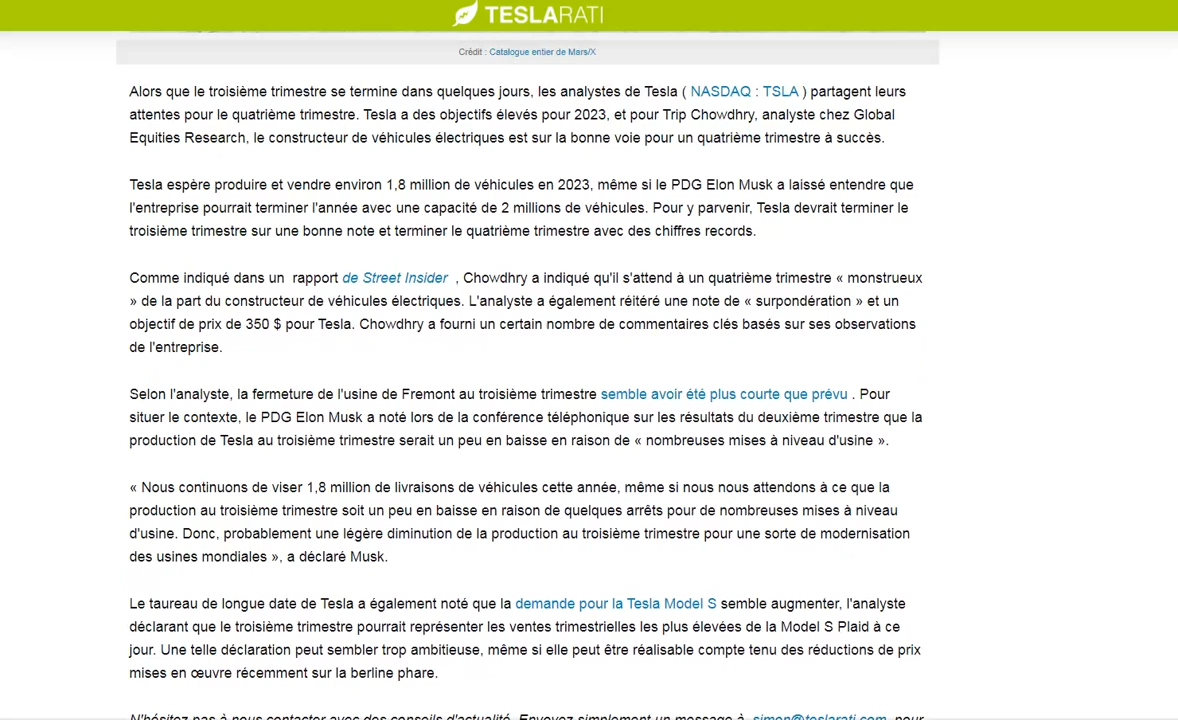 TESLARATI
Crédit : Catalogue entier de Mars/X
Alors que le troisième trimestre se termine dans quelques jours, les analystes de Tesla ( NASDAQ : TSLA ) partagent leurs
attentes pour le quatrième trimestre. Tesla a des objectifs élevés pour 2023, et pour Trip Chowdhry, analyste chez Global
Equities Research, le constructeur de véhicules électriques est sur la bonne voie pour un quatrième trimestre à succès.
Tesla espère produire et vendre environ 1,8 million de véhicules en 2023, même si le PDG Elon Musk a laissé entendre que
l'entreprise pourrait terminer l'année avec une capacité de 2 millions de véhicules. Pour y parvenir, Tesla devrait terminer le
troisième trimestre sur une bonne note et terminer le quatrième trimestre avec des chiffres records.
Comme indiqué dans un rapport de Street Insider , Chowdhry a indiqué qu'il s'attend à un quatrième trimestre « monstrueux
» de la part du constructeur de véhicules électriques. L'analyste a également réitéré une note de « surpondération » et un
objectif de prix de 350 $ pour Tesla. Chowdhry a fourni un certain nombre de commentaires clés basés sur ses observations
de l'entreprise.
Selon l'analyste, la fermeture de l'usine de Fremont au troisième trimestre semble avoir été plus courte que prévu . Pour
situer le contexte, le PDG Elon Musk a noté lors de la conférence téléphonique sur les résultats du deuxième trimestre que la
production de Tesla au troisième trimestre serait un peu en baisse en raison de « nombreuses mises à niveau d'usine ».
« Nous continuons de viser 1,8 million de livraisons de véhicules cette année, même si nous nous attendons à ce que la
production au troisième trimestre soit un peu en baisse en raison de quelques arrêts pour de nombreuses mises à niveau
d'usine. Donc, probablement une légère diminution de la production au troisième trimestre pour une sorte de modernisation
des usines mondiales », a déclaré Musk.
Le taureau de longue date de Tesla a également noté que la demande pour la Tesla Model S semble augmenter, l'analyste
déclarant que le troisième trimestre pourrait représenter les ventes trimestrielles les plus élevées de la Model S Plaid à ce
jour. Une telle déclaration peut sembler trop ambitieuse, même si elle peut être réalisable compte tenu des réductions de prix
mises en œuvre récemment sur la berline phare.
N'hésitez pas à nous contacter avec des conseils d'actualité. Envoyez simplement un message à simon@teslarati.com pour